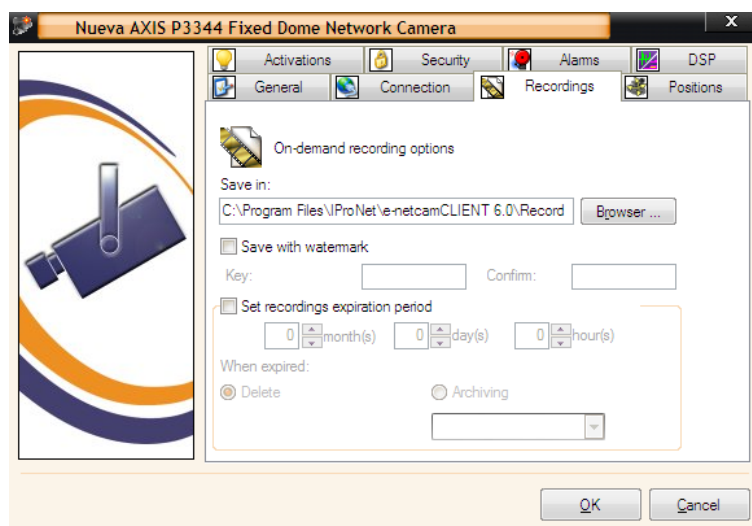 Nueva AXIS P3344 Fixed Dome Network Camera X
Activations Security Alarms DSP
General Connection Recordings Positions
On-demand recording options
Save in:
C:\Program Files\IProNet\e-netcamCLIENT 6.0\Record Browser ...
Save with watermark
Key: Confirm:
Set recordings expiration period
0 month(s) 0 day(s) 0 hour(s)
When expired:
Delete Archiving
OK Cancel